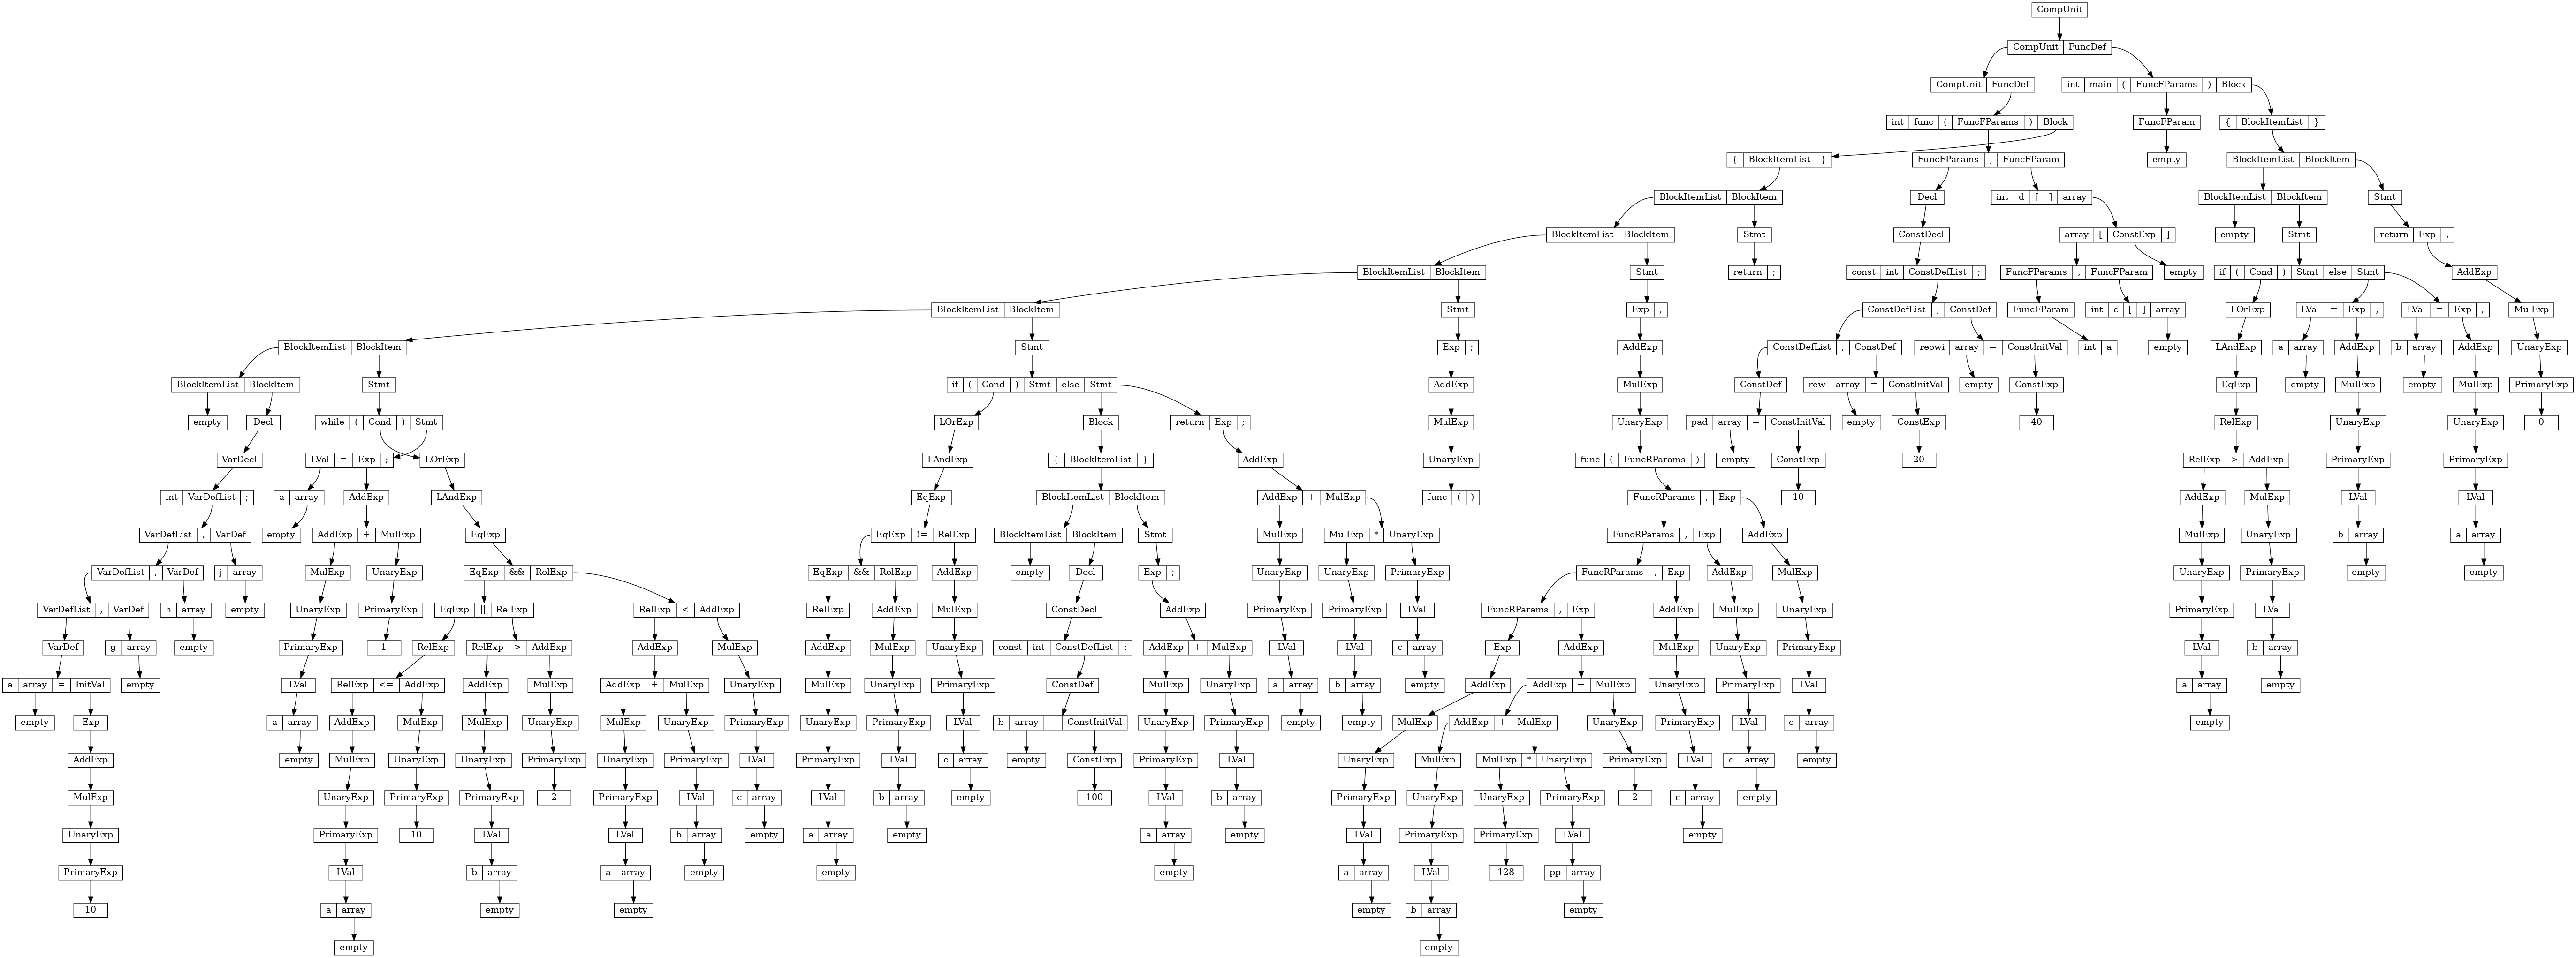 CompUnit
CompUnit FuncDef
CompUnit FuncDef int main ( FuncFParams ) Block
int func ( FuncFParams ) Block FuncFParam { BlockItemList }
{ BlockItemList } FuncFParams , FuncFParam empty BlockItemList BlockItem
BlockItemList BlockItem Decl int d [ ] array BlockItemList BlockItem Stmt
BlockItemList BlockItem Stmt ConstDecl array [ ConstExp ] empty Stmt return Exp ;
BlockItemList BlockItem Stmt return ; const int ConstDefList ; FuncFParams , FuncFParam empty if ( Cond ) Stmt else Stmt AddExp
BlockItemList BlockItem Stmt Exp ; ConstDefList , ConstDef FuncFParam int c [ ] array LOrExp LVal = Exp ; LVal = Exp ; MulExp
BlockItemList BlockItem Stmt Exp ; AddExp ConstDefList , ConstDef reowi array = ConstInitVal int a empty LAndExp a array AddExp b array AddExp UnaryExp
BlockItemList BlockItem Stmt if ( Cond ) Stmt else Stmt AddExp MulExp ConstDef rew array = ConstInitVal empty ConstExp EqExp empty MulExp empty MulExp PrimaryExp
empty Decl while ( Cond ) Stmt LOrExp Block return Exp ; MulExp UnaryExp pad array = ConstInitVal empty ConstExp 40 RelExp UnaryExp UnaryExp 0
VarDecl LVal = Exp ; LOrExp LAndExp { BlockItemList } AddExp UnaryExp func ( FuncRParams ) empty ConstExp 20 RelExp > AddExp PrimaryExp PrimaryExp
int VarDefList ; a array AddExp LAndExp EqExp BlockItemList BlockItem AddExp + MulExp func ( ) FuncRParams , Exp 10 AddExp MulExp LVal LVal
VarDefList , VarDef empty AddExp + MulExp EqExp EqExp != RelExp BlockItemList BlockItem Stmt MulExp MulExp * UnaryExp FuncRParams , Exp AddExp MulExp UnaryExp b array a array
VarDefList , VarDef j array MulExp UnaryExp EqExp && RelExp EqExp && RelExp AddExp empty Decl Exp ; UnaryExp UnaryExp PrimaryExp FuncRParams , Exp AddExp MulExp UnaryExp PrimaryExp empty empty
VarDefList , VarDef h array empty UnaryExp PrimaryExp EqExp || RelExp RelExp < AddExp RelExp AddExp MulExp ConstDecl AddExp PrimaryExp PrimaryExp LVal FuncRParams , Exp AddExp MulExp UnaryExp PrimaryExp LVal
VarDef g array empty PrimaryExp 1 RelExp RelExp > AddExp AddExp MulExp AddExp MulExp UnaryExp const int ConstDefList ; AddExp + MulExp LVal LVal c array Exp AddExp MulExp UnaryExp PrimaryExp LVal b array
a array = InitVal empty LVal RelExp <= AddExp AddExp MulExp AddExp + MulExp UnaryExp MulExp UnaryExp PrimaryExp ConstDef MulExp UnaryExp a array b array empty AddExp AddExp + MulExp UnaryExp PrimaryExp LVal a array empty
empty Exp a array AddExp MulExp MulExp UnaryExp MulExp UnaryExp PrimaryExp UnaryExp PrimaryExp LVal b array = ConstInitVal UnaryExp PrimaryExp empty empty MulExp AddExp + MulExp UnaryExp PrimaryExp LVal e array empty
AddExp empty MulExp UnaryExp UnaryExp PrimaryExp UnaryExp PrimaryExp LVal PrimaryExp LVal c array empty ConstExp PrimaryExp LVal UnaryExp MulExp MulExp * UnaryExp PrimaryExp LVal d array empty
MulExp UnaryExp PrimaryExp PrimaryExp 2 PrimaryExp LVal c array LVal b array empty 100 LVal b array PrimaryExp UnaryExp UnaryExp PrimaryExp 2 c array empty
UnaryExp PrimaryExp 10 LVal LVal b array empty a array empty a array empty LVal PrimaryExp PrimaryExp LVal empty
PrimaryExp LVal b array a array empty empty empty a array LVal 128 pp array
10 a array empty empty empty b array empty
empty empty